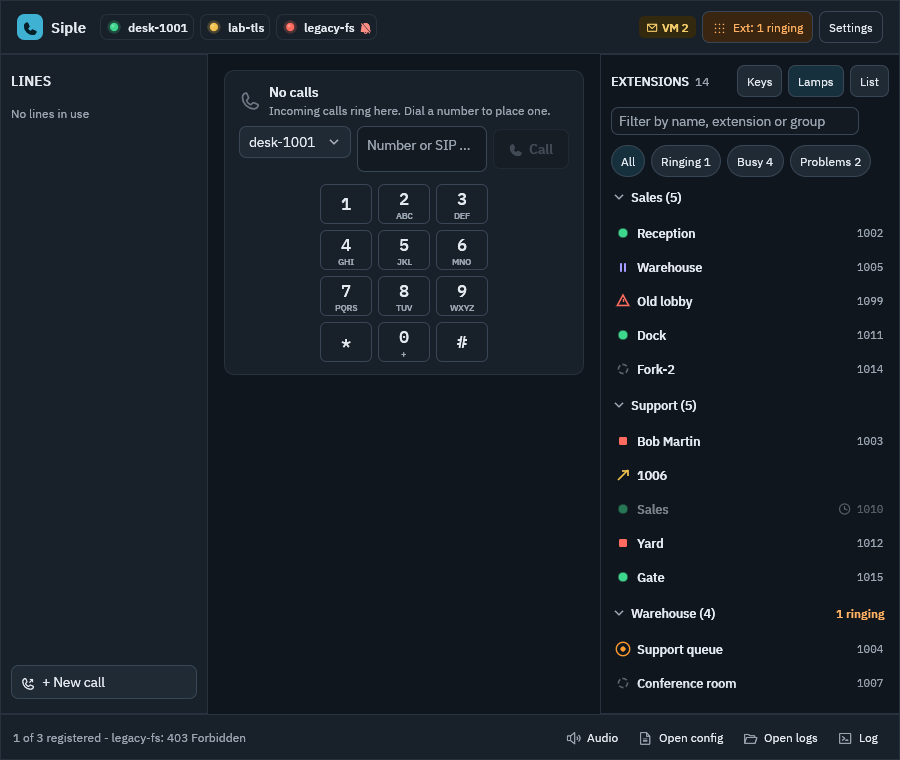 Siple desk-1001 lab-tls legacy-fs VM 2 Ext: 1 ringing Settings
LINES
No lines in use
+ New call
No calls
Incoming calls ring here. Dial a number to place one.
desk-1001 Number or SIP ... Call
1 2 3
ABC DEF
4 5 6
GHI JKL MNO
7 8 9
PQRS TUV WXYZ
* 0 #
+
EXTENSIONS 14 Keys Lamps List
Filter by name, extension or group
All Ringing 1 Busy 4 Problems 2
Sales (5)
Reception 1002
Warehouse 1005
Old lobby 1099
Dock 1011
Fork-2 1014
Support (5)
Bob Martin 1003
1006
Sales 1010
Yard 1012
Gate 1015
Warehouse (4) 1 ringing
Support queue 1004
Conference room 1007
1 of 3 registered - legacy-fs: 403 Forbidden Audio Open config Open logs Log